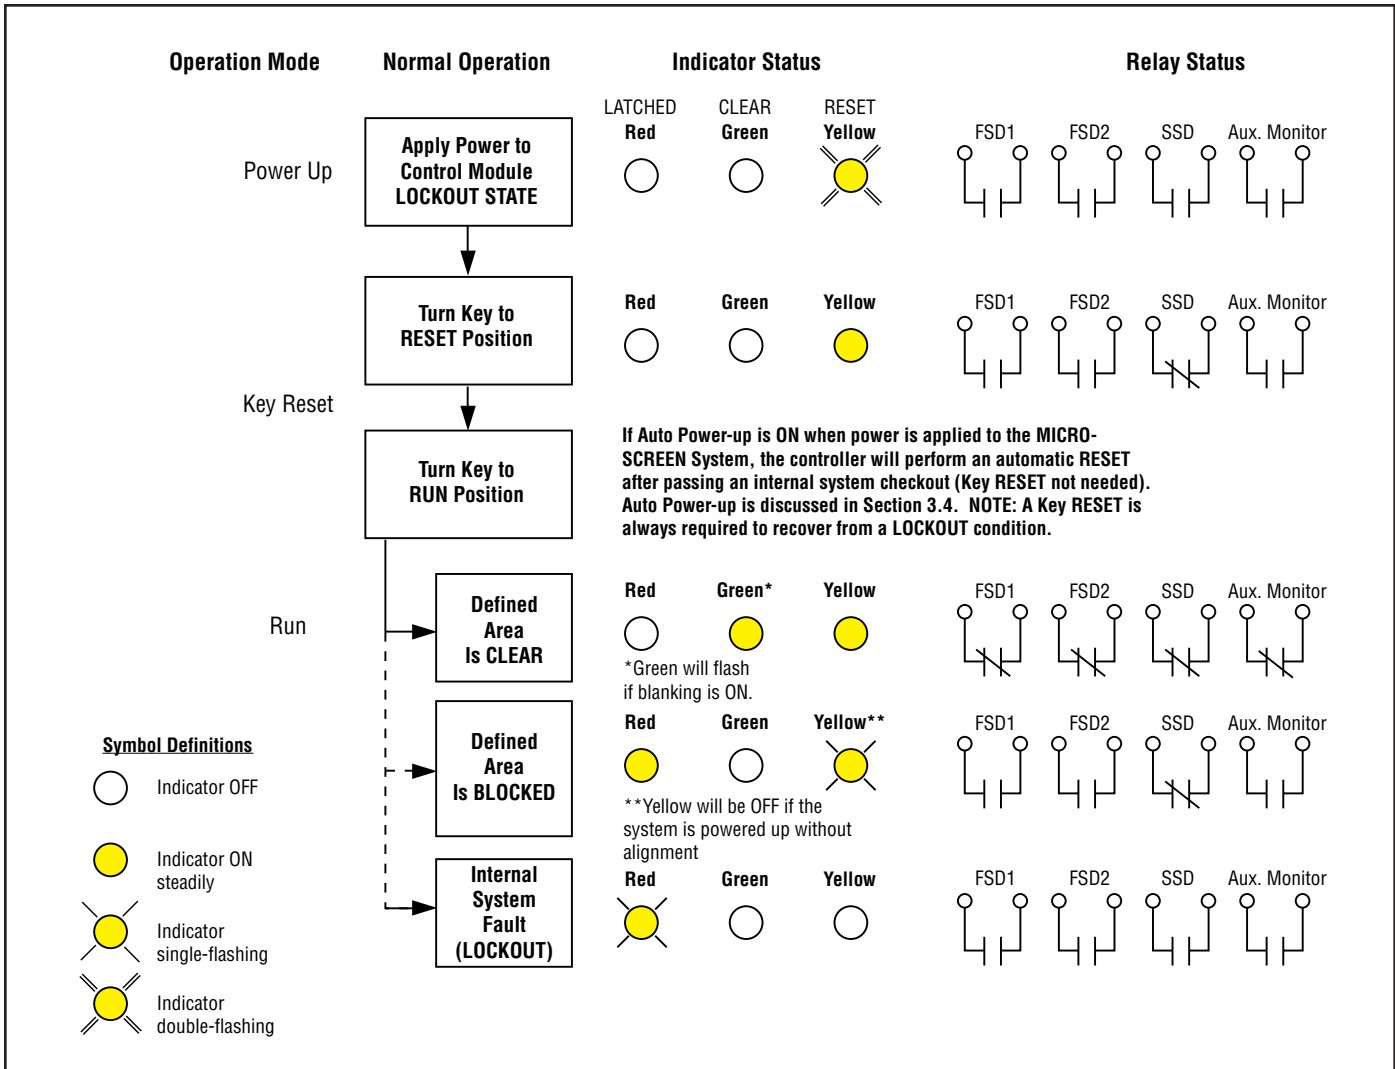 Operation Mode Normal Operation Indicator Status Relay Status
LATCHED CLEAR RESET
Power Up
Apply Power to
Control Module
LOCKOUT STATE
Red Green Yellow
FSD1 FSD2 SSD Aux. Monitor
Turn Key to
RESET Position
Red Green Yellow
FSD1 FSD2 SSD Aux. Monitor
Key Reset
Turn Key to
RUN Position
If Auto Power-up is ON when power is applied to the MICRO-
SCREEN System, the controller will perform an automatic RESET
after passing an internal system checkout (Key RESET not needed).
Auto Power-up is discussed in Section 3.4. NOTE: A Key RESET is
always required to recover from a LOCKOUT condition.
Run
Defined
Area
Is CLEAR
Red Green* Yellow
FSD1 FSD2 SSD Aux. Monitor
*Green will flash
if blanking is ON.
Defined
Area
Is BLOCKED
Red Green Yellow**
FSD1 FSD2 SSD Aux. Monitor
**Yellow will be OFF if the
system is powered up without
alignment
Internal
System
Fault
(LOCKOUT)
Red Green Yellow
FSD1 FSD2 SSD Aux. Monitor
Symbol Definitions
Indicator OFF
Indicator ON
steadily
Indicator
single-flashing
Indicator
double-flashing